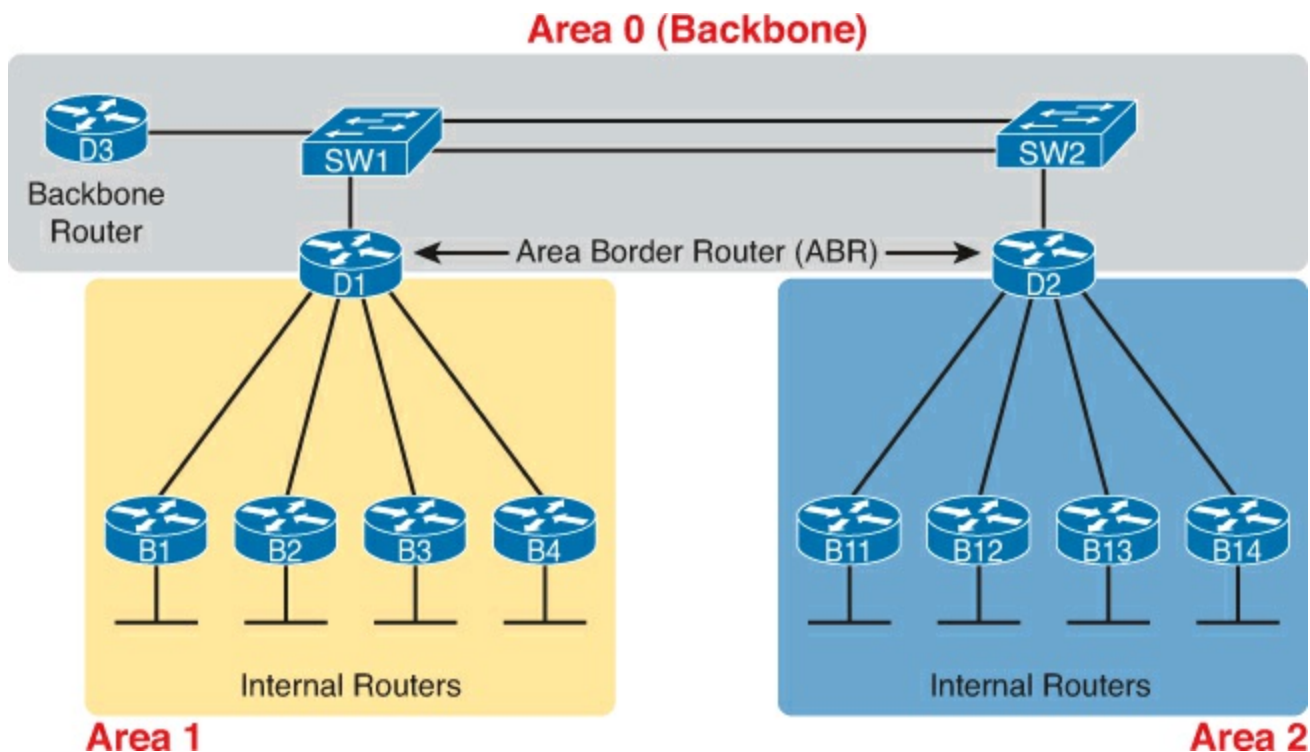 Area 0 (Backbone)
D3
SW1
SW2
Backbone
Router
Area Border Router (ABR)
D1
D2
B1
B2
B3
B4
B11
B12
B13
B14
Internal Routers
Internal Routers
Area 1
Area 2